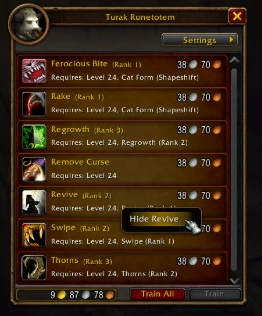 Turak Runetotem
Settings
Ferocious Bite (Rank 1) 38 70
Requires: Level 24, Cat Form (Shapeshift)
Rake (Rank 1) 38 70
Requires: Level 24, Cat Form (Shapeshift)
Regrowth (Rank 3) 38 70
Requires: Level 24, Regrowth (Rank 2)
Remove Curse 38 70
Requires: Level 24
Revive (Rank 2) 38 70
Requires: Level 24,
Hide Revive
Swipe (Rank 2) 38 70
Requires: Level 24, Swipe (Rank 1)
Thorns (Rank 3) 38 70
Requires: Level 24, Thorns (Rank 2)
9 87 78 Train All Train